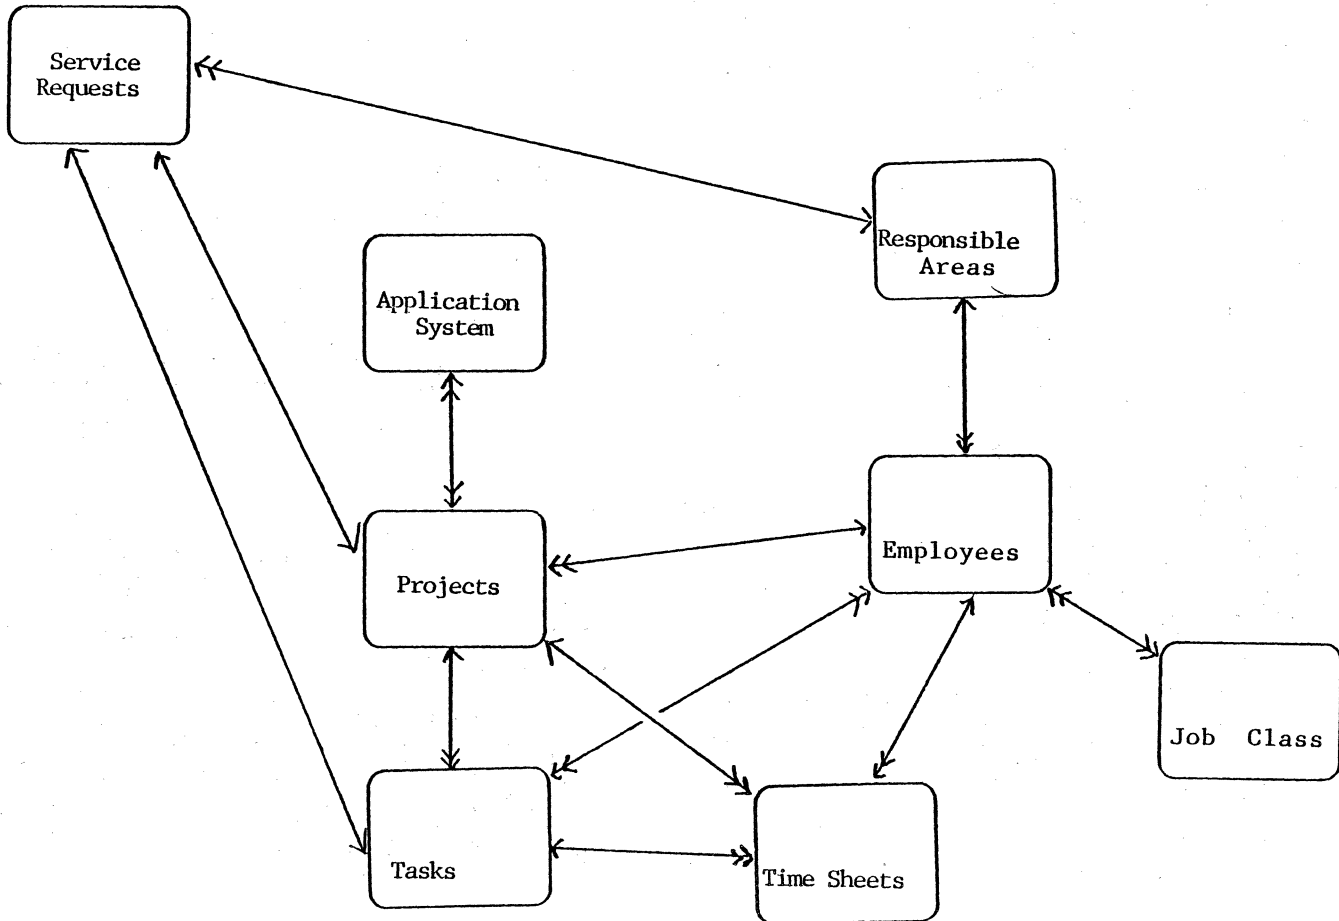 Service
Requests
Responsible
Areas
Application
System
Employees
Projects
Job Class
Tasks
Time Sheets